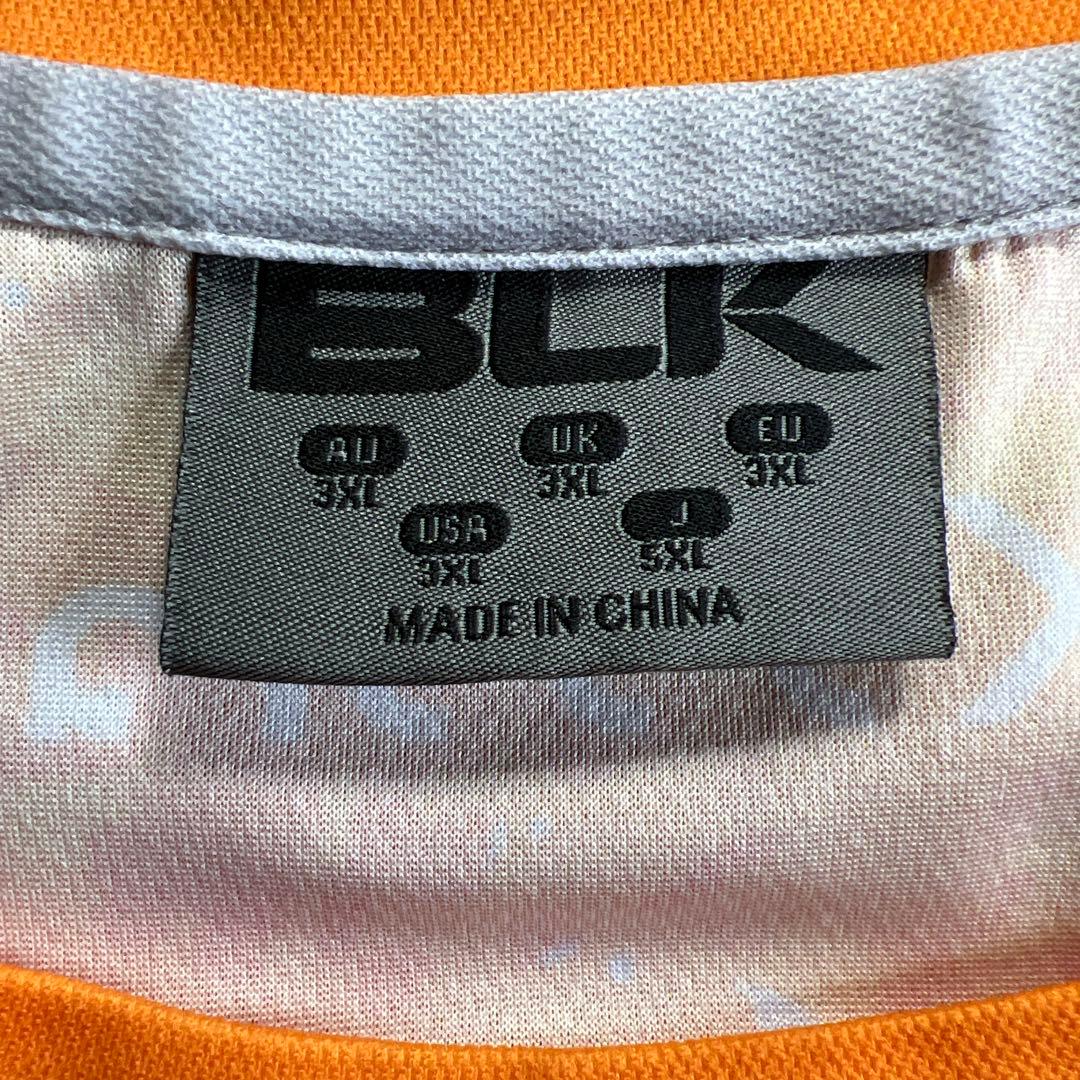 BLK
AU UK EU
3XL 3XL 3XL
USA J
3XL 5XL
MADE IN CHINA